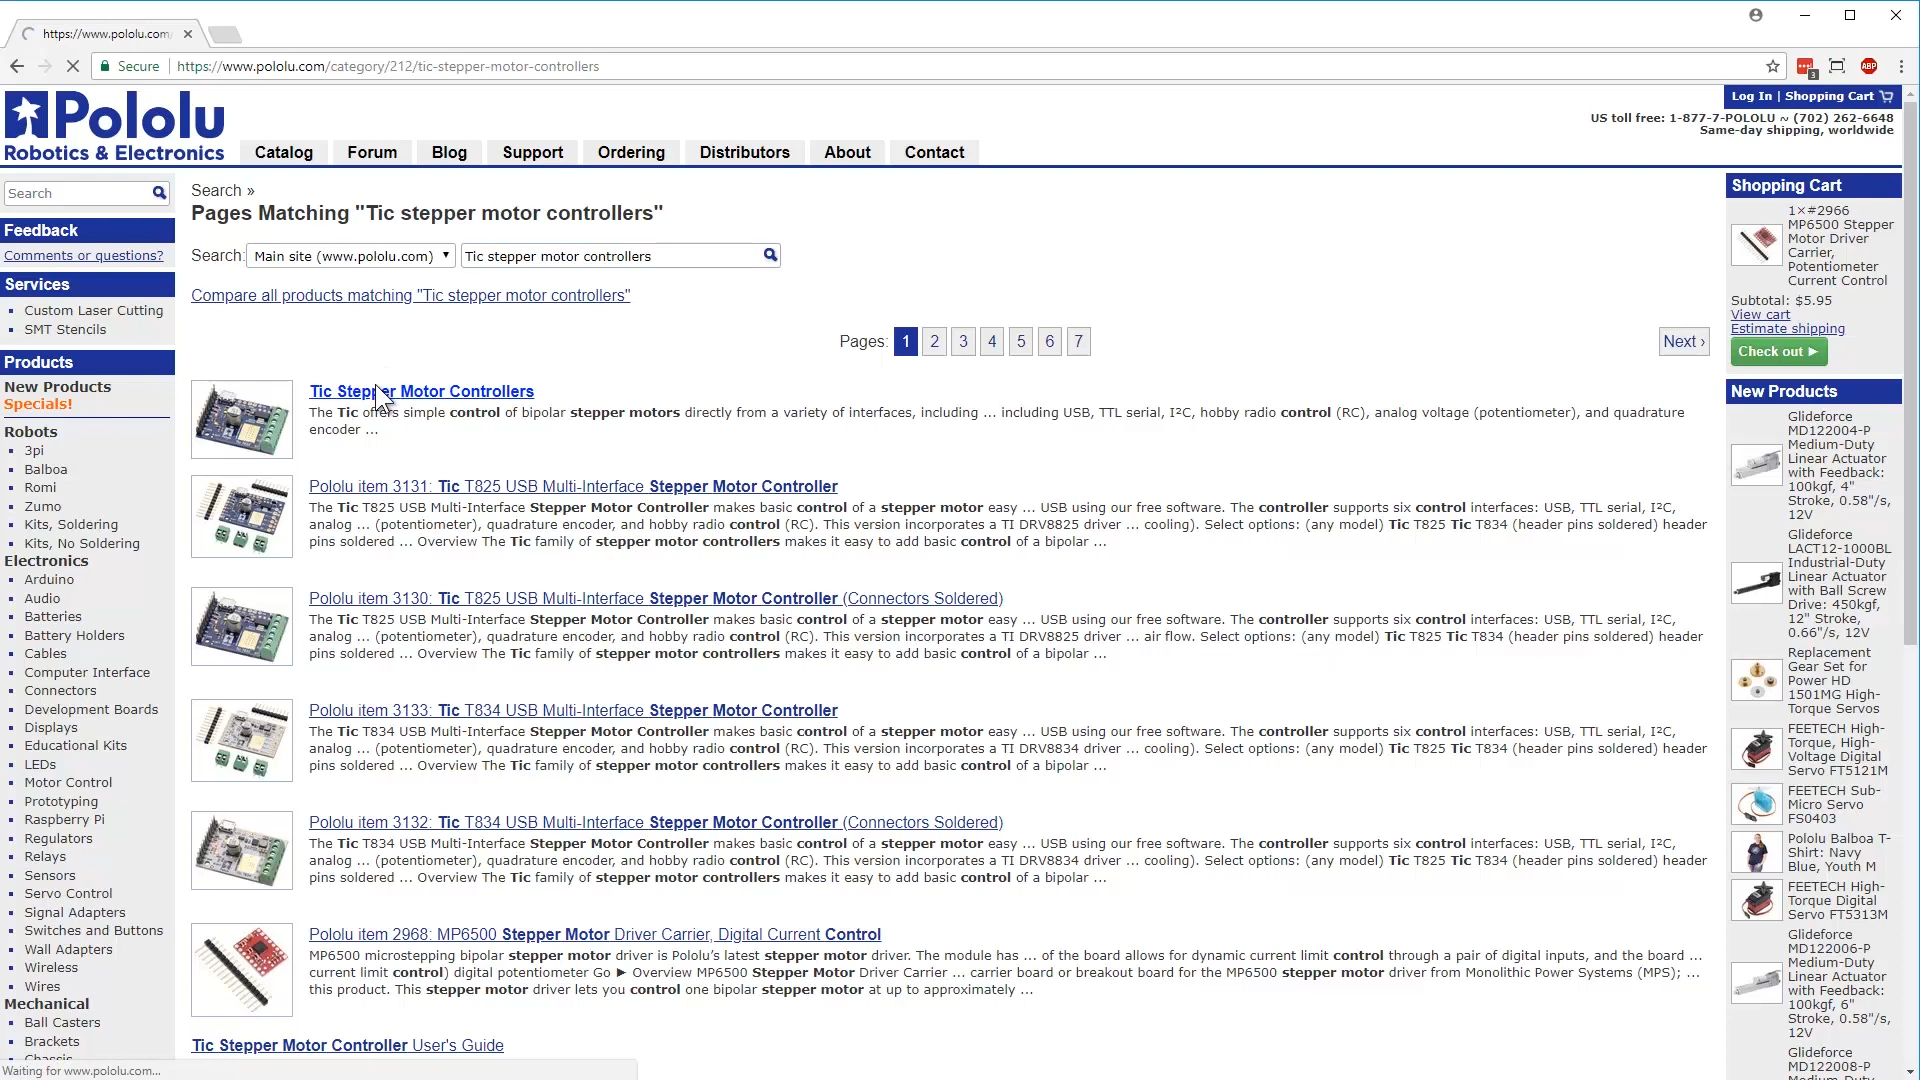 https://www.pololu.com
Secure
https://www.pololu.com/category/212/tic-stepper-motor-controllers
3
ABP
Pololu
Robotics & Electronics
Catalog
Forum
Blog
Support
Ordering
Distributors
About
Contact
Log In | Shopping Cart
US toll free: 1-877-7-POLOLU ~ (702) 262-6648
Same-day shipping, worldwide
Search
Feedback
Comments or questions?
Services
Custom Laser Cutting
SMT Stencils
Products
New Products
Specials!
Robots
3pi
Balboa
Romi
Zumo
Kits, Soldering
Kits, No Soldering
Electronics
Arduino
Audio
Batteries
Battery Holders
Cables
Computer Interface
Connectors
Development Boards
Displays
Educational Kits
LEDs
Motor Control
Prototyping
Raspberry Pi
Regulators
Relays
Sensors
Servo Control
Signal Adapters
Switches and Buttons
Wall Adapters
Wireless
Wires
Mechanical
Ball Casters
Brackets
Chassis
Waiting for www.pololu.com...
Search »
Pages Matching "Tic stepper motor controllers"
Search: Main site (www.pololu.com) Tic stepper motor controllers
Compare all products matching "Tic stepper motor controllers"
Pages: 1 2 3 4 5 6 7
Next ›
Tic Stepper Motor Controllers
The Tic offers simple control of bipolar stepper motors directly from a variety of interfaces, including ... including USB, TTL serial, I²C, hobby radio control (RC), analog voltage (potentiometer), and quadrature
encoder ...
Pololu item 3131: Tic T825 USB Multi-Interface Stepper Motor Controller
The Tic T825 USB Multi-Interface Stepper Motor Controller makes basic control of a stepper motor easy ... USB using our free software. The controller supports six control interfaces: USB, TTL serial, I²C,
analog ... (potentiometer), quadrature encoder, and hobby radio control (RC). This version incorporates a TI DRV8825 driver ... cooling). Select options: (any model) Tic T825 Tic T834 (header pins soldered) header
pins soldered ... Overview The Tic family of stepper motor controllers makes it easy to add basic control of a bipolar ...
Pololu item 3130: Tic T825 USB Multi-Interface Stepper Motor Controller (Connectors Soldered)
The Tic T825 USB Multi-Interface Stepper Motor Controller makes basic control of a stepper motor easy ... USB using our free software. The controller supports six control interfaces: USB, TTL serial, I²C,
analog ... (potentiometer), quadrature encoder, and hobby radio control (RC). This version incorporates a TI DRV8825 driver ... air flow. Select options: (any model) Tic T825 Tic T834 (header pins soldered) header
pins soldered ... Overview The Tic family of stepper motor controllers makes it easy to add basic control of a bipolar ...
Pololu item 3133: Tic T834 USB Multi-Interface Stepper Motor Controller
The Tic T834 USB Multi-Interface Stepper Motor Controller makes basic control of a stepper motor easy ... USB using our free software. The controller supports six control interfaces: USB, TTL serial, I²C,
analog ... (potentiometer), quadrature encoder, and hobby radio control (RC). This version incorporates a TI DRV8834 driver ... cooling). Select options: (any model) Tic T825 Tic T834 (header pins soldered) header
pins soldered ... Overview The Tic family of stepper motor controllers makes it easy to add basic control of a bipolar ...
Pololu item 3132: Tic T834 USB Multi-Interface Stepper Motor Controller (Connectors Soldered)
The Tic T834 USB Multi-Interface Stepper Motor Controller makes basic control of a stepper motor easy ... USB using our free software. The controller supports six control interfaces: USB, TTL serial, I²C,
analog ... (potentiometer), quadrature encoder, and hobby radio control (RC). This version incorporates a TI DRV8834 driver ... cooling). Select options: (any model) Tic T825 Tic T834 (header pins soldered) header
pins soldered ... Overview The Tic family of stepper motor controllers makes it easy to add basic control of a bipolar ...
Pololu item 2968: MP6500 Stepper Motor Driver Carrier, Digital Current Control
MP6500 microstepping bipolar stepper motor driver is Pololu's latest stepper motor driver. The module has ... of the board allows for dynamic current limit control through a pair of digital inputs, and the board ...
current limit control) digital potentiometer Go ► Overview MP6500 Stepper Motor Driver Carrier ... carrier board or breakout board for the MP6500 stepper motor driver from Monolithic Power Systems (MPS); ...
this product. This stepper motor driver lets you control one bipolar stepper motor at up to approximately ...
Tic Stepper Motor Controller User's Guide
Shopping Cart
1×#2966
MP6500 Stepper
Motor Driver
Carrier,
Potentiometer
Current Control
Subtotal: $5.95
View cart
Estimate shipping
Check out ►
New Products
Glideforce
MD122004-P
Medium-Duty
Linear Actuator
with Feedback:
100kgf, 4"
Stroke, 0.58"/s,
12V
Glideforce
LACT12-1000BL
Industrial-Duty
Linear Actuator
with Ball Screw
Drive: 450kgf,
12" Stroke,
0.66"/s, 12V
Replacement
Gear Set for
Power HD
1501MG High-
Torque Servos
FEETECH High-
Torque, High-
Voltage Digital
Servo FT5121M
FEETECH Sub-
Micro Servo
FS0403
Pololu Balboa T-
Shirt: Navy
Blue, Youth M
FEETECH High-
Torque Digital
Servo FT5313M
Glideforce
MD122006-P
Medium-Duty
Linear Actuator
with Feedback:
100kgf, 6"
Stroke, 0.58"/s,
12V
Glideforce
MD122008-P
Medium-Duty